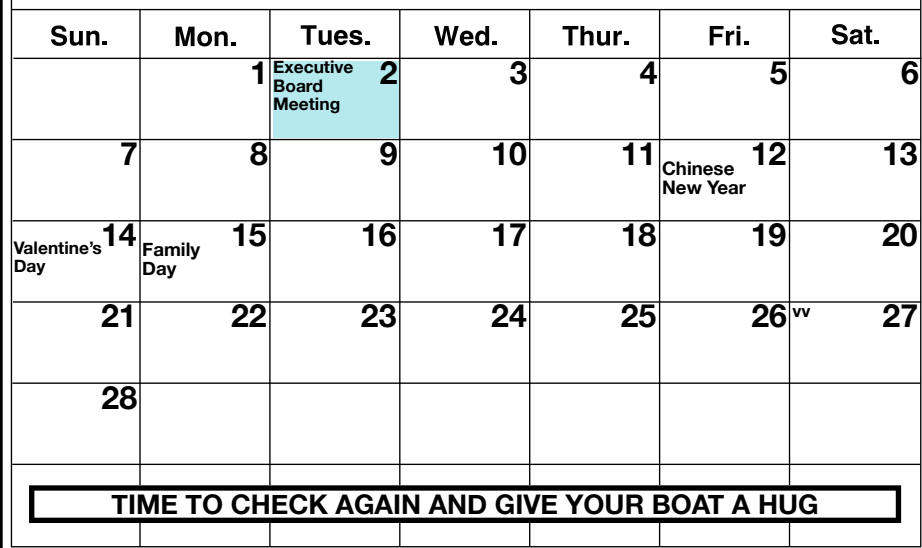 Sun. Mon. Tues. Wed. Thur. Fri. Sat.
1 Executive Board Meeting 2 3 4 5 6
7 8 9 10 11 Chinese New Year 12 13
Valentine’s Day 14 Family Day 15 16 17 18 19 20
21 22 23 24 25 26 vv 27
28
TIME TO CHECK AGAIN AND GIVE YOUR BOAT A HUG